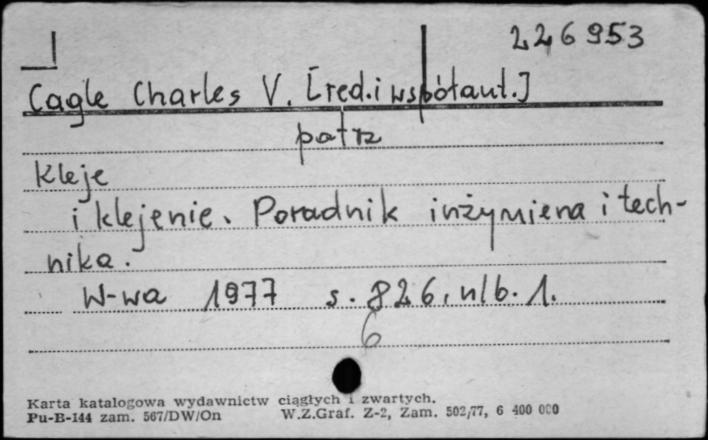 226953
Cagle Charles V. [red.i współaut.]
patrz
Kleje
i klejenie. Poradnik inżyniera i tech-
nika.
W-wa 1977 s. 826, nlb. 1.
6
Karta katalogowa wydawnictw ciągłych i zwartych.
Pu-B-144 zam. 567/DW/On W.Z.Graf. Z-2, Zam. 502/77, 6 400 000